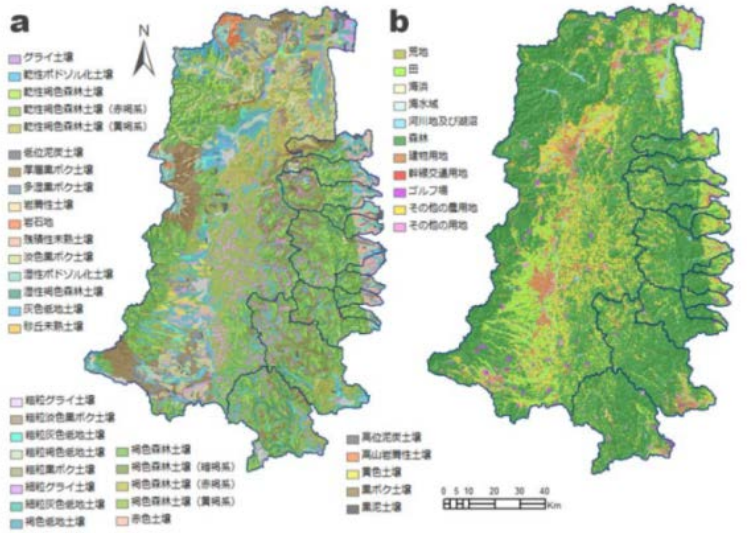 a
N
グライ土壌
乾性ポドゾル化土壌
乾性褐色森林土壌
乾性褐色森林土壌（赤褐系）
乾性褐色森林土壌（黄褐系）
低位泥炭土壌
厚層黒ボク土壌
多湿黒ボク土壌
岩屑性土壌
岩石地
残積性未熟土壌
淡色黒ボク土壌
湿性ポドゾル化土壌
湿性褐色森林土壌
灰色低地土壌
砂丘未熟土壌
粗粒グライ土壌
粗粒淡色黒ボク土壌
粗粒灰色低地土壌
粗粒褐色低地土壌
粗粒黒ボク土壌
細粒グライ土壌
細粒灰色低地土壌
褐色低地土壌
褐色森林土壌
褐色森林土壌（暗褐系）
褐色森林土壌（赤褐系）
褐色森林土壌（黄褐系）
赤色土壌
高位泥炭土壌
高山岩屑性土壌
黄色土壌
黒ボク土壌
黒泥土壌
b
荒地
田
海浜
海水域
河川地及び湖沼
森林
建物用地
幹線交通用地
ゴルフ場
その他の農用地
その他の用地
0 5 10 20 30 40
Km